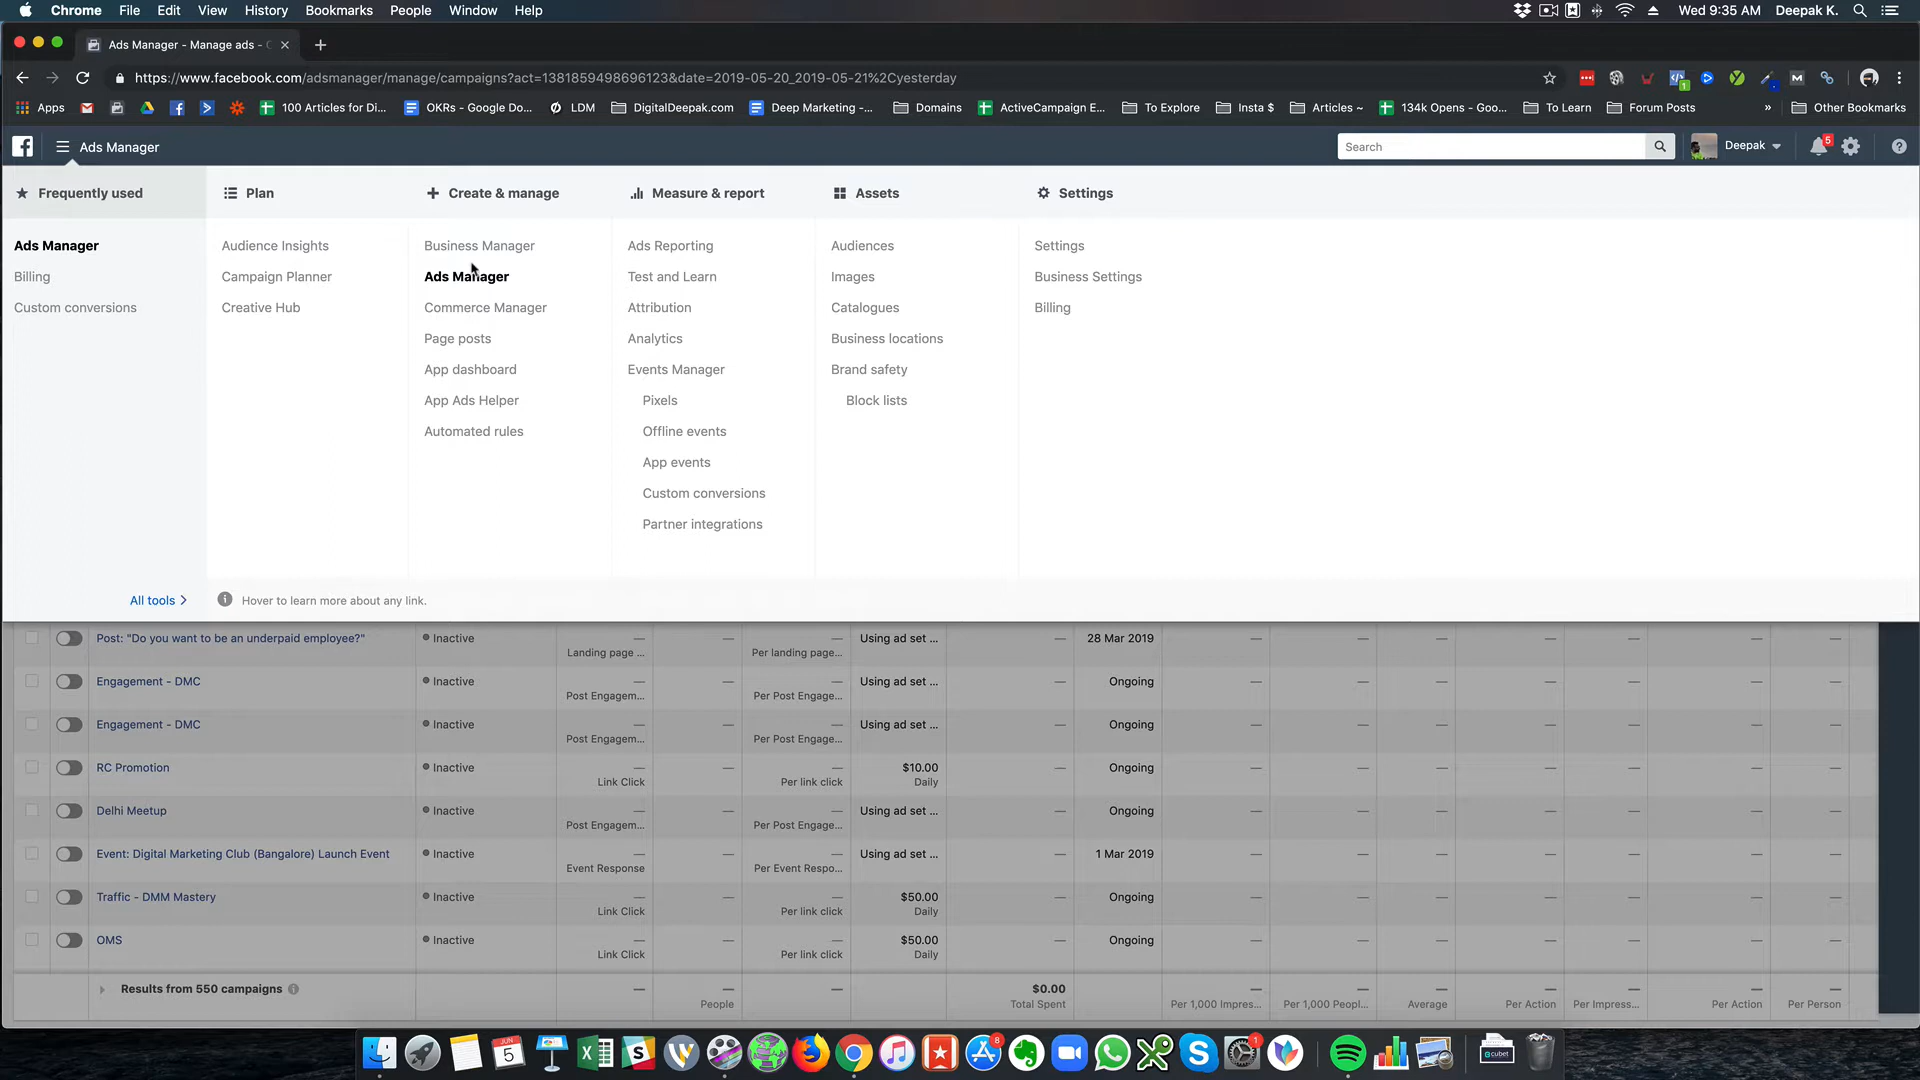 Chrome File Edit View History Bookmarks People Window Help
Wed 9:35 AM Deepak K.
Ads Manager - Manage ads -
https://www.facebook.com/adsmanager/manage/campaigns?act=1381859498696123&date=2019-05-20_2019-05-21%2Cyesterday
Apps 100 Articles for Di... OKRs - Google Do... LDM DigitalDeepak.com Deep Marketing -... Domains ActiveCampaign E... To Explore Insta $ Articles ~ 134k Opens - Goo... To Learn Forum Posts » Other Bookmarks
Ads Manager Search Deepak 5
Frequently used Plan Create & manage Measure & report Assets Settings
Ads Manager Audience Insights Business Manager Ads Reporting Audiences Settings
Billing Campaign Planner Ads Manager Test and Learn Images Business Settings
Custom conversions Creative Hub Commerce Manager Attribution Catalogues Billing
Page posts Analytics Business locations
App dashboard Events Manager Brand safety
App Ads Helper Pixels Block lists
Automated rules Offline events
App events
Custom conversions
Partner integrations
All tools > Hover to learn more about any link.
Post: "Do you want to be an underpaid employee?" Inactive — — — Using ad set ... — 28 Mar 2019 — — — — — — —
Landing page ... Per landing page...
Engagement - DMC Inactive — — — Using ad set ... — Ongoing — — — — — — —
Post Engagem... Per Post Engage...
Engagement - DMC Inactive — — — Using ad set ... — Ongoing — — — — — — —
Post Engagem... Per Post Engage...
RC Promotion Inactive — — — $10.00 — Ongoing — — — — — — —
Link Click Per link click Daily
Delhi Meetup Inactive — — — Using ad set ... — Ongoing — — — — — — —
Post Engagem... Per Post Engage...
Event: Digital Marketing Club (Bangalore) Launch Event Inactive — — — Using ad set ... — 1 Mar 2019 — — — — — — —
Event Response Per Event Respo...
Traffic - DMM Mastery Inactive — — — $50.00 — Ongoing — — — — — — —
Link Click Per link click Daily
OMS Inactive — — — $50.00 — Ongoing — — — — — — —
Link Click Per link click Daily
Results from 550 campaigns — — — $0.00 — — — — — — —
People Total Spent Per 1,000 Impres... Per 1,000 Peopl... Average Per Action Per Impress... Per Action Per Person
JUN
5
8
1
cubet